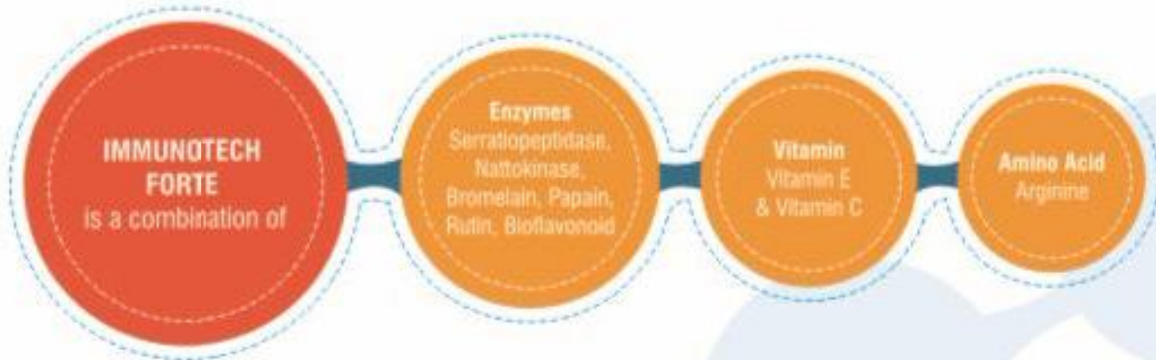 IMMUNOTECH
FORTE
is a combination of
Enzymes
Serratiopeptidase,
Nattokinase,
Bromelain, Papain,
Rutin, Bioflavonoid
Vitamin
Vitamin E
& Vitamin C
Amino Acid
Arginine